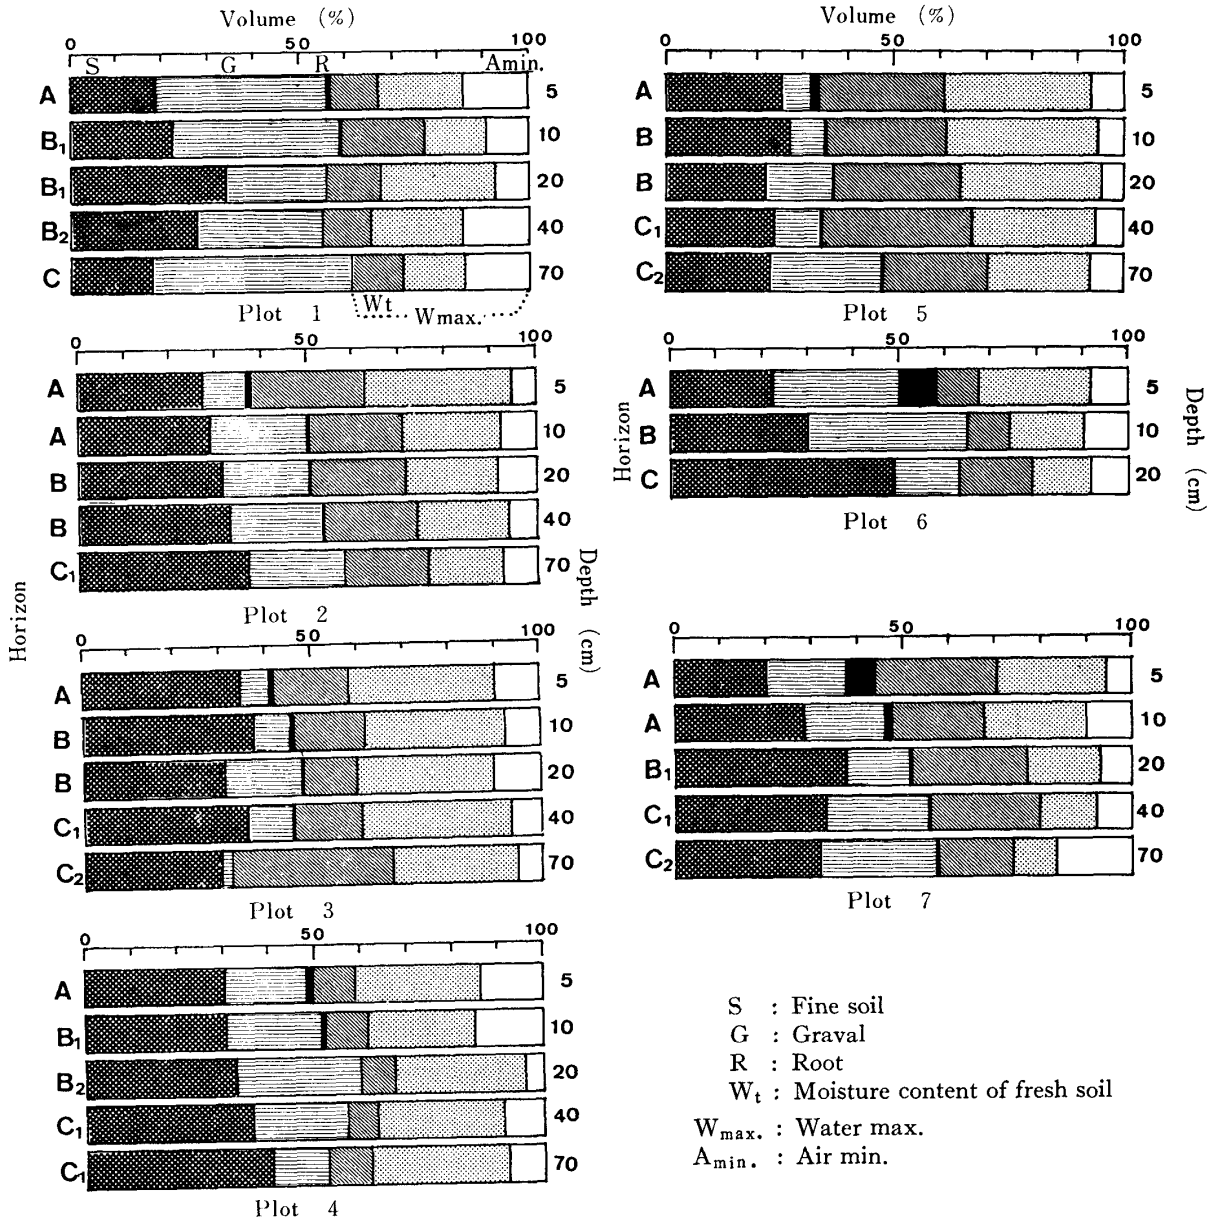 Volume (%)
0 50 100
S G R Amin.
A 5
B1 10
B1 20
B2 40
C 70
Wt
Wmax.
Plot 1
0 50 100
A 5
A 10
B 20
B 40
C1 70
Plot 2
0 50 100
A 5
B 10
B 20
C1 40
C2 70
Plot 3
0 50 100
A 5
B1 10
B2 20
C1 40
C1 70
Plot 4
Horizon
Depth (cm)
Volume (%)
0 50 100
A 5
B 10
B 20
C1 40
C2 70
Plot 5
0 50 100
A 5
B 10
C 20
Plot 6
Horizon
Depth (cm)
0 50 100
A 5
A 10
B1 20
C1 40
C2 70
Plot 7
S : Fine soil
G : Graval
R : Root
Wt : Moisture content of fresh soil
Wmax. : Water max.
Amin. : Air min.